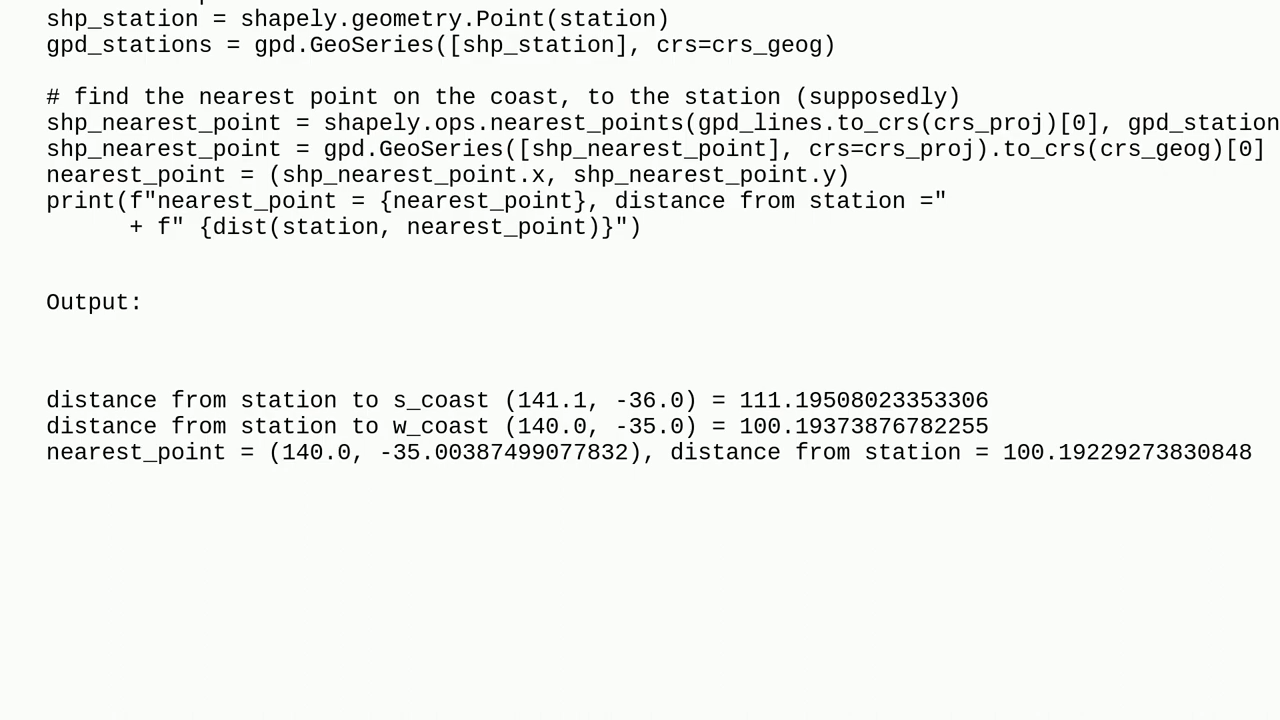 shp_station = shapely.geometry.Point(station)
gpd_stations = gpd.GeoSeries([shp_station], crs=crs_geog)
# find the nearest point on the coast, to the station (supposedly)
shp_nearest_point = shapely.ops.nearest_points(gpd_lines.to_crs(crs_proj)[0], gpd_station
shp_nearest_point = gpd.GeoSeries([shp_nearest_point], crs=crs_proj).to_crs(crs_geog)[0]
nearest_point = (shp_nearest_point.x, shp_nearest_point.y)
print(f"nearest_point = {nearest_point}, distance from station ="
      + f" {dist(station, nearest_point)}")
Output:
distance from station to s_coast (141.1, -36.0) = 111.19508023353306
distance from station to w_coast (140.0, -35.0) = 100.19373876782255
nearest_point = (140.0, -35.00387499077832), distance from station = 100.19229273830848